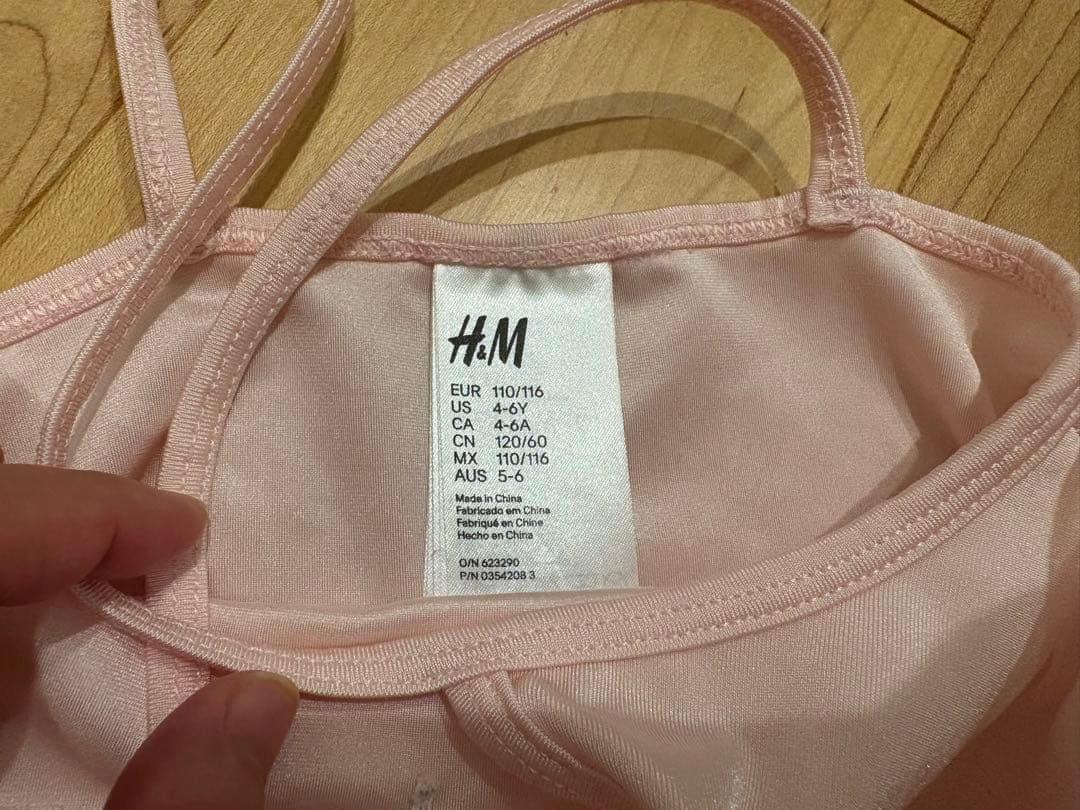 H&M
EUR 110/116
US 4-6Y
CA 4-6A
CN 120/60
MX 110/116
AUS 5-6
Made in China
Fabricado em China
Fabriqué en Chine
Hecho en China
O/N 623290
P/N 0354208 3